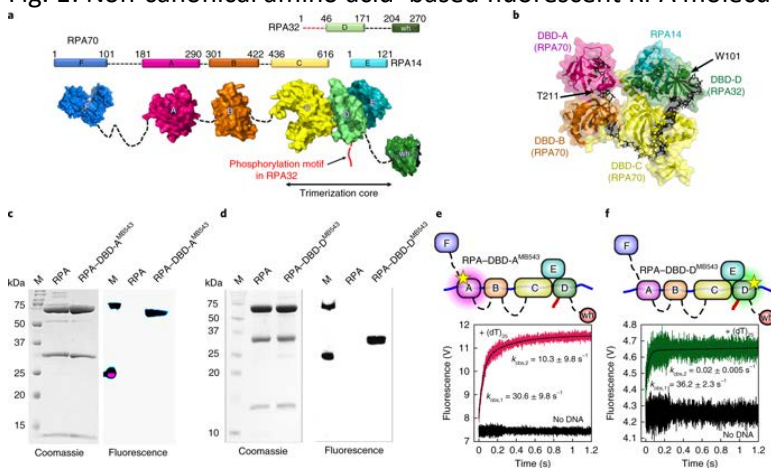 Fig. 2: Non-canonical amino acid-based fluorescent RPA molecu
a
RPA32
46 171 204 270
D wh
RPA70
1 101 181 290 301 422 436 616 1 121
F A B C E RPA14
A B C D E wh
Phosphorylation motif
in RPA32
Trimerization core
b
DBD-A
(RPA70)
RPA14
W101
DBD-D
(RPA32)
T211
DBD-B
(RPA70)
DBD-C
(RPA70)
c
M RPA RPA–DBD-A^MB543 M RPA RPA–DBD-A^MB543
kDa
75
50
37
25
20
15
Coomassie Fluorescence
d
M RPA RPA–DBD-D^MB543 M RPA RPA–DBD-D^MB543
kDa
75
50
37
25
20
10
Coomassie Fluorescence
e
F RPA–DBD-A^MB543
A B C D E wh
Fluorescence (V)
12
11
10
9
8
7
+ (dT)
k_obs,2 = 10.3 ± 9.8 s⁻¹
k_obs,1 = 30.6 ± 9.8 s⁻¹
No DNA
0 0.2 0.4 0.6 0.8 1.0 1.2
Time (s)
f
F RPA–DBD-D^MB543
A B C D E wh
Fluorescence (V)
4.7
4.6
4.5
4.4
4.3
4.2
4.1
+ (dT)
k_obs,2 = 0.02 ± 0.005 s⁻¹
k_obs,1 = 36.2 ± 2.3 s⁻¹
No DNA
0 0.2 0.4 0.6 0.8 1.0 1.2
Time (s)